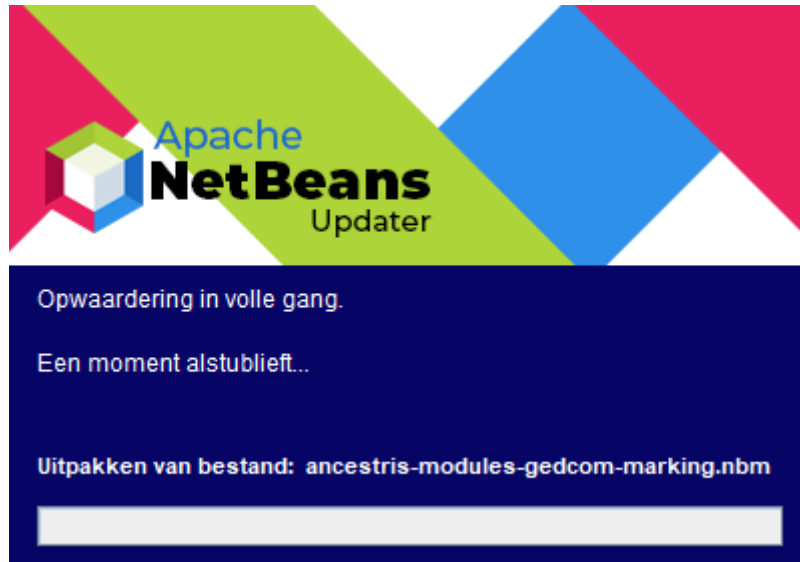 Apache
NetBeans
Updater
Opwaardering in volle gang.
Een moment alstublieft...
Uitpakken van bestand: ancestris-modules-gedcom-marking.nbm